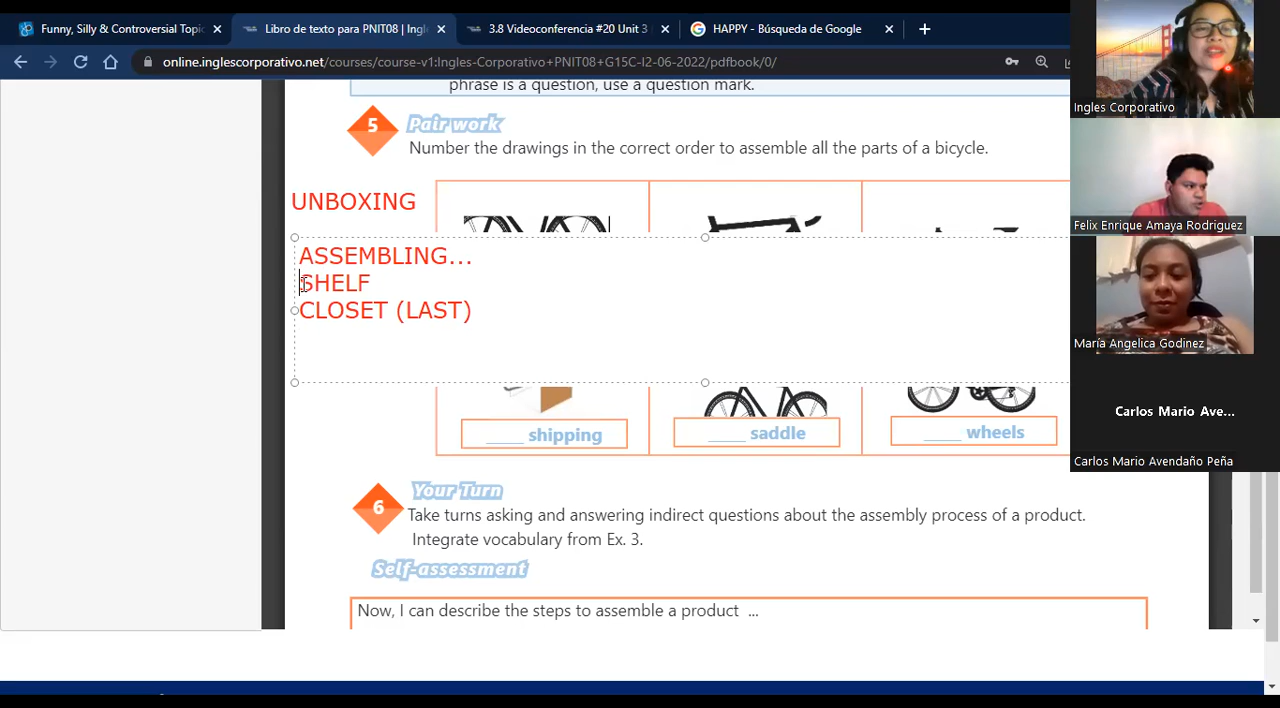 Funny, Silly & Controversial Topic
Libro de texto para PNIT08 | Ingl
3.8 Videoconferencia #20 Unit 3
HAPPY - Búsqueda de Google
online.inglescorporativo.net/courses/course-v1:Ingles-Corporativo+PNIT08+G15C-I2-06-2022/pdfbook/0/
phrase is a question, use a question mark.
5 Pair work
Number the drawings in the correct order to assemble all the parts of a bicycle.
UNBOXING
ASSEMBLING...
SHELF
CLOSET (LAST)
____ shipping
____ saddle
____ wheels
6 Your Turn
Take turns asking and answering indirect questions about the assembly process of a product.
Integrate vocabulary from Ex. 3.
Self-assessment
Now, I can describe the steps to assemble a product ...
Ingles Corporativo
Felix Enrique Amaya Rodriguez
María Angelica Godinez
Carlos Mario Ave...
Carlos Mario Avendaño Peña